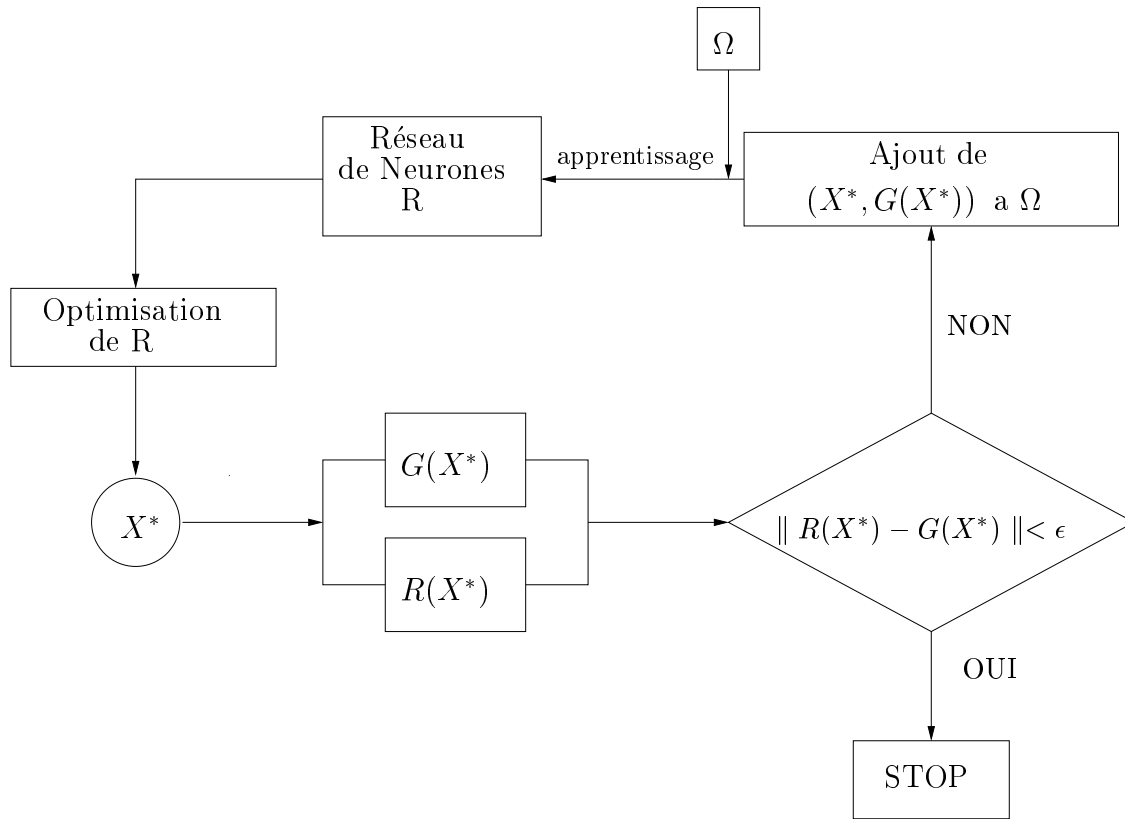 Ω
Réseau
de Neurones
R
apprentissage
Ajout de
(X*, G(X*)) a Ω
Optimisation
de R
NON
G(X*)
X*
R(X*)
‖ R(X*) − G(X*) ‖< ϵ
OUI
STOP